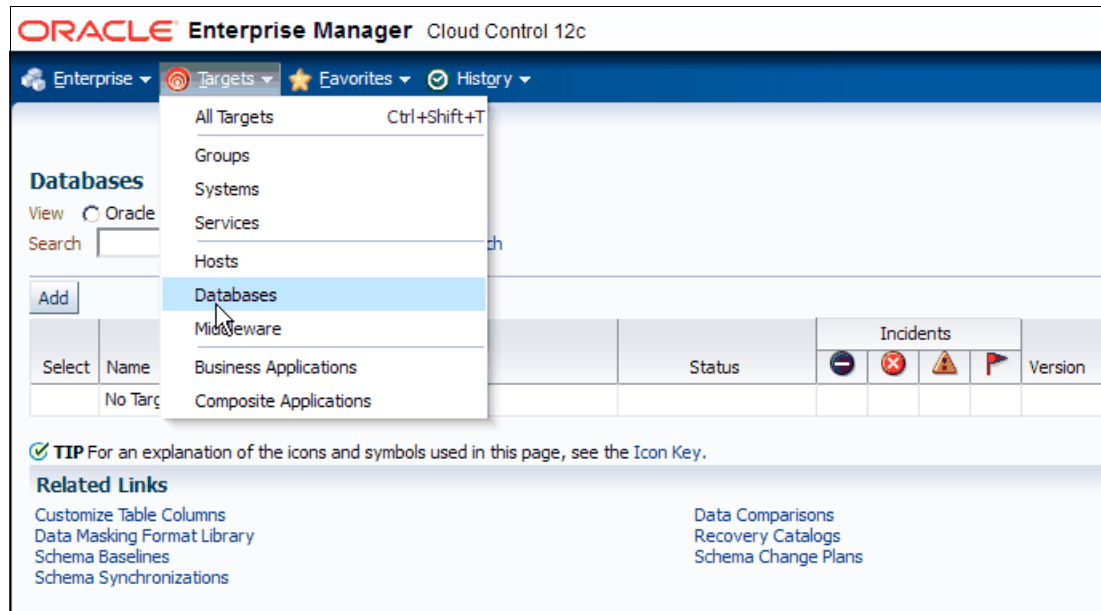 ORACLE Enterprise Manager Cloud Control 12c
Enterprise Targets Favorites History
All Targets Ctrl+Shift+T
Groups
Systems
Services
Hosts
Databases
Middleware
Business Applications
Composite Applications
Databases
View Oracle
Search
Add
Select Name Status Incidents Version
No
TIP For an explanation of the icons and symbols used in this page, see the Icon Key.
Related Links
Customize Table Columns
Data Masking Format Library
Schema Baselines
Schema Synchronizations
Data Comparisons
Recovery Catalogs
Schema Change Plans